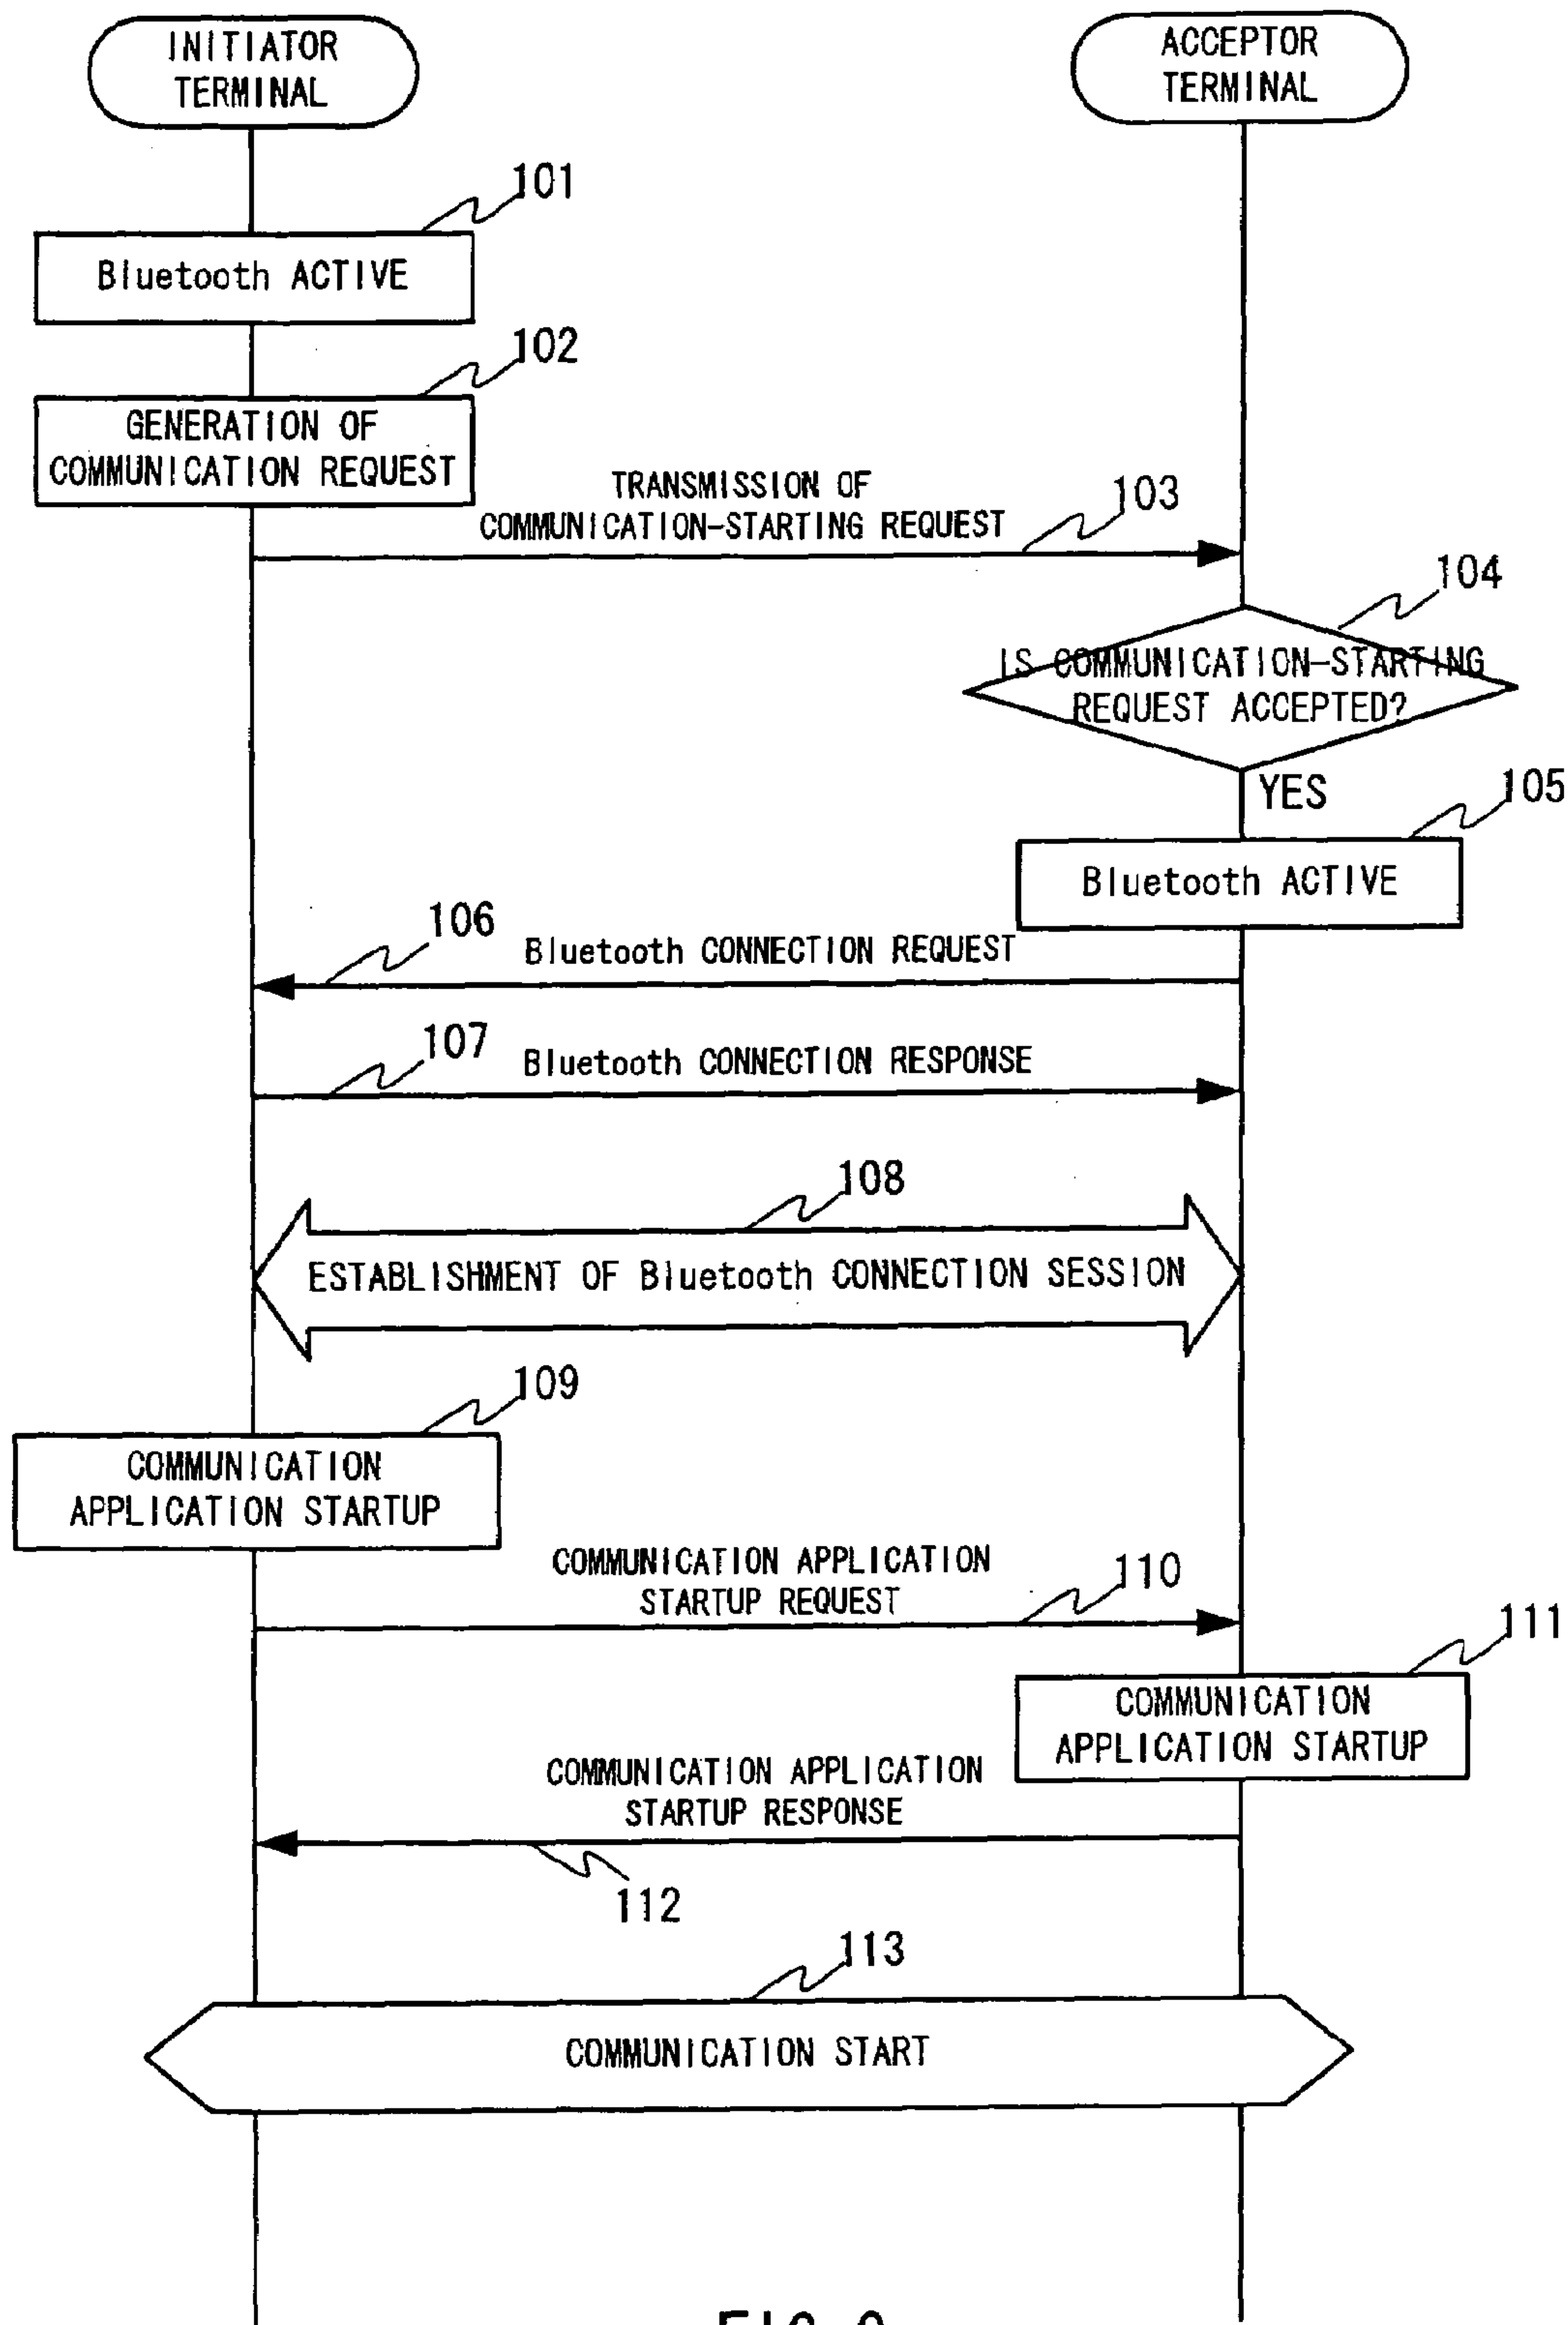 INITIATOR
TERMINAL
ACCEPTOR
TERMINAL
101
Bluetooth ACTIVE
102
GENERATION OF
COMMUNICATION REQUEST
TRANSMISSION OF
COMMUNICATION-STARTING REQUEST
103
104
IS COMMUNICATION-STARTING
REQUEST ACCEPTED?
YES
105
Bluetooth ACTIVE
106
Bluetooth CONNECTION REQUEST
107
Bluetooth CONNECTION RESPONSE
108
ESTABLISHMENT OF Bluetooth CONNECTION SESSION
109
COMMUNICATION
APPLICATION STARTUP
COMMUNICATION APPLICATION
STARTUP REQUEST
110
111
COMMUNICATION
APPLICATION STARTUP
COMMUNICATION APPLICATION
STARTUP RESPONSE
112
113
COMMUNICATION START